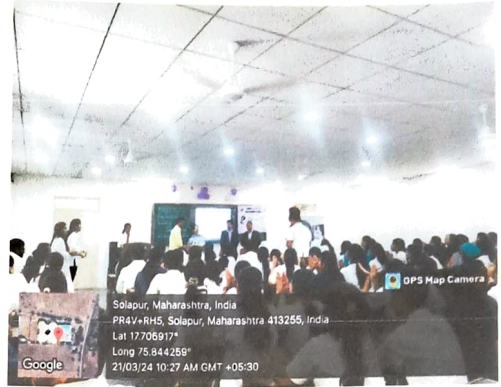 GPS Map Camera
Solapur, Maharashtra, India
PR4V+RH5, Solapur, Maharashtra 413255, India
Lat 17.706917°
Long 75.844259°
21/03/24 10:27 AM GMT +05:30
Google